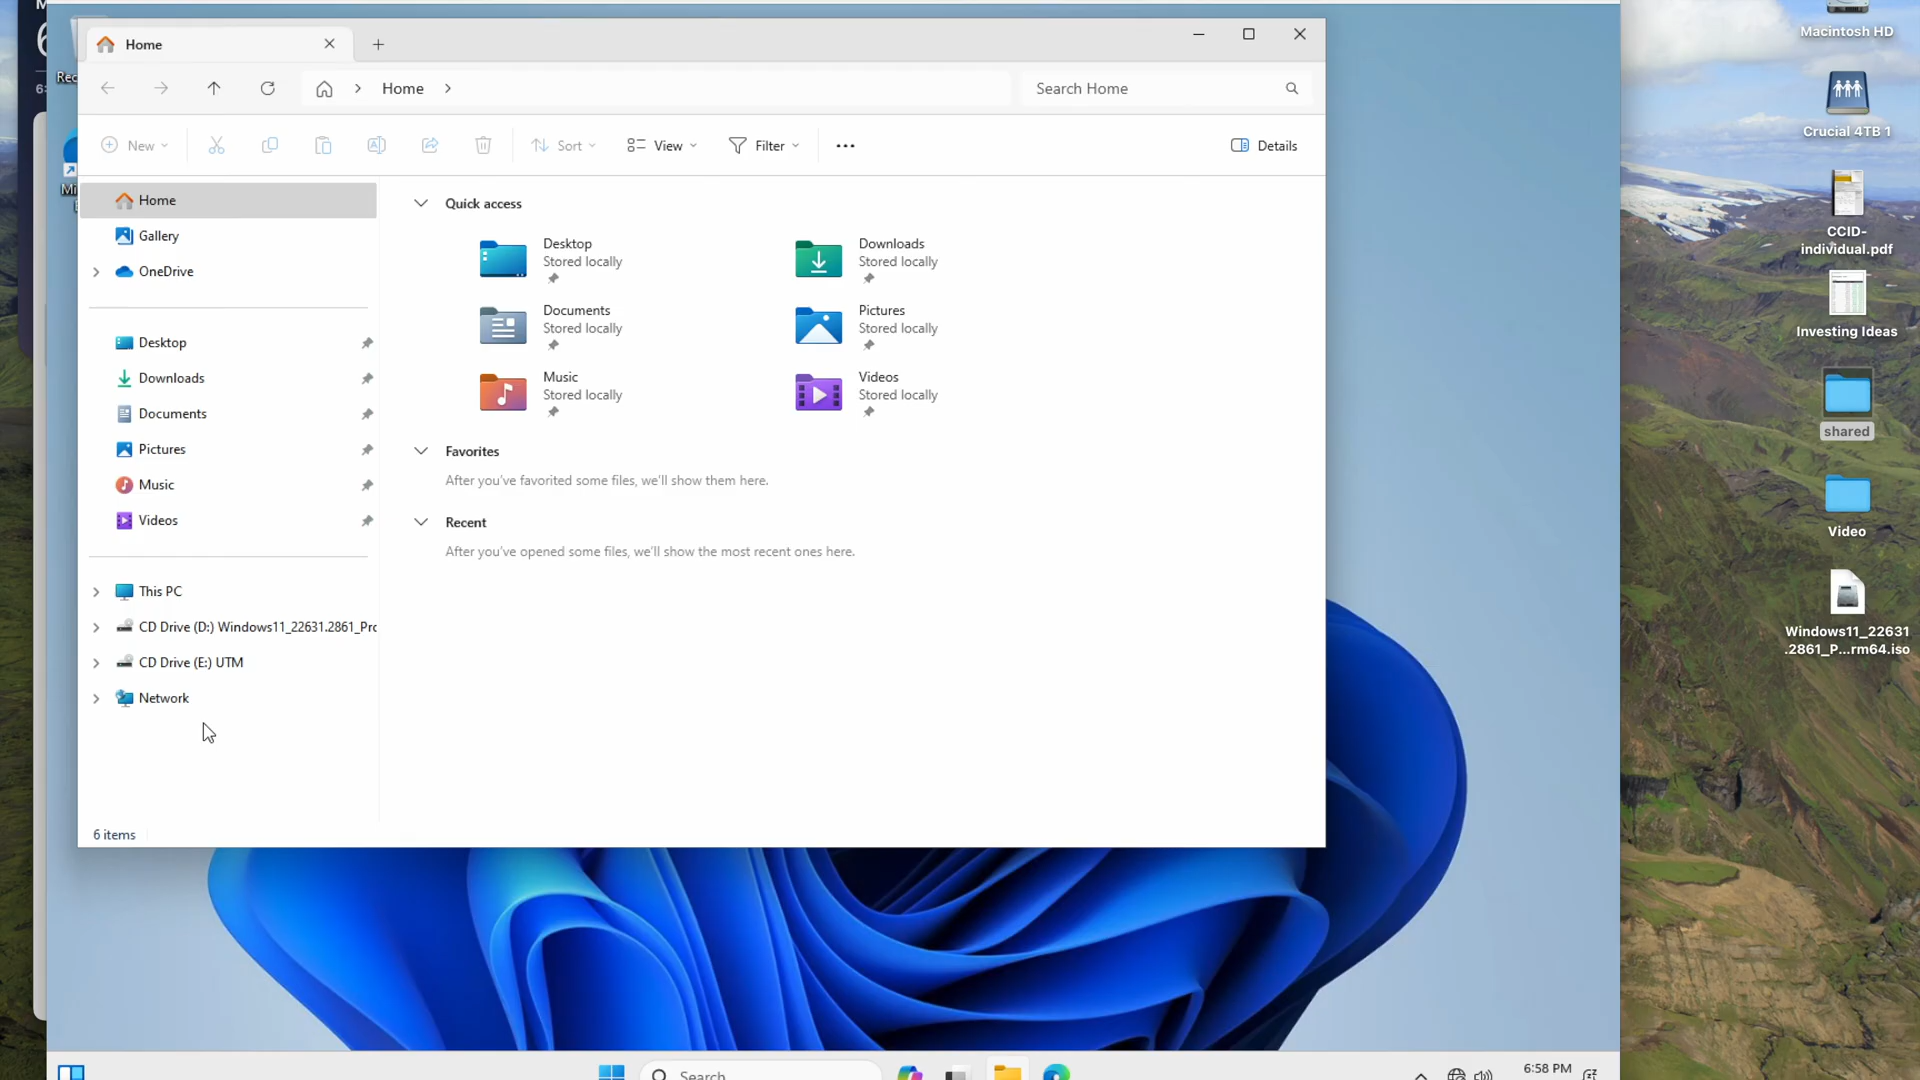 Home
Home
Search Home
New
Sort
View
Filter
Details
Home
Gallery
OneDrive
Desktop
Downloads
Documents
Pictures
Music
Videos
This PC
CD Drive (D:) Windows11_22631.2861_Prc
CD Drive (E:) UTM
Network
Quick access
Desktop
Stored locally
Downloads
Stored locally
Documents
Stored locally
Pictures
Stored locally
Music
Stored locally
Videos
Stored locally
Favorites
After you've favorited some files, we'll show them here.
Recent
After you've opened some files, we'll show the most recent ones here.
6 items
Search
6:58 PM
Macintosh HD
Crucial 4TB 1
CCID-
individual.pdf
Investing Ideas
shared
Video
Windows11_22631
.2861_P...rm64.iso